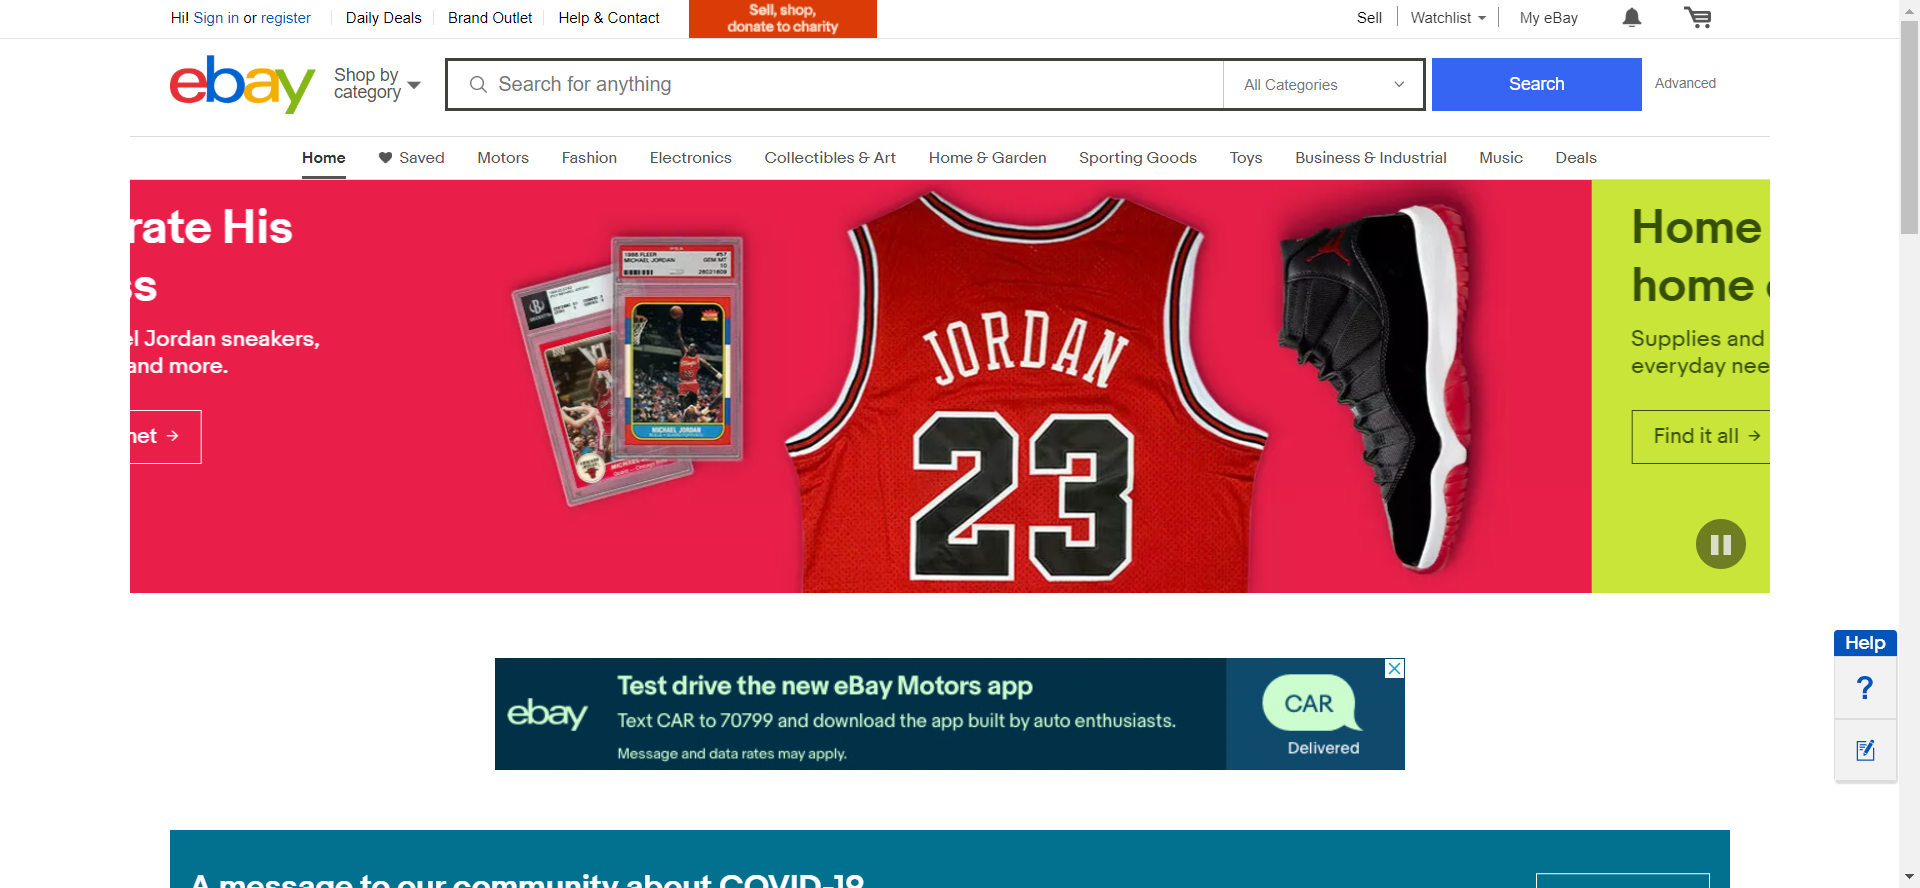 Hi! Sign in or register
Daily Deals
Brand Outlet
Help & Contact
Sell, shop,
donate to charity
Sell
Watchlist
My eBay
ebay
Shop by
category
Search for anything
All Categories
Search
Advanced
Home
Saved
Motors
Fashion
Electronics
Collectibles & Art
Home & Garden
Sporting Goods
Toys
Business & Industrial
Music
Deals
rate His
ss
el Jordan sneakers,
and more.
net →
1986 FLEER #57
MICHAEL JORDAN GEM MT
10
MICHAEL JORDAN
JORDAN
23
Home
home
Supplies and
everyday nee
Find it all →
Help
?
ebay
Test drive the new eBay Motors app
Text CAR to 70799 and download the app built by auto enthusiasts.
Message and data rates may apply.
CAR
Delivered
A message to our community about COVID-19